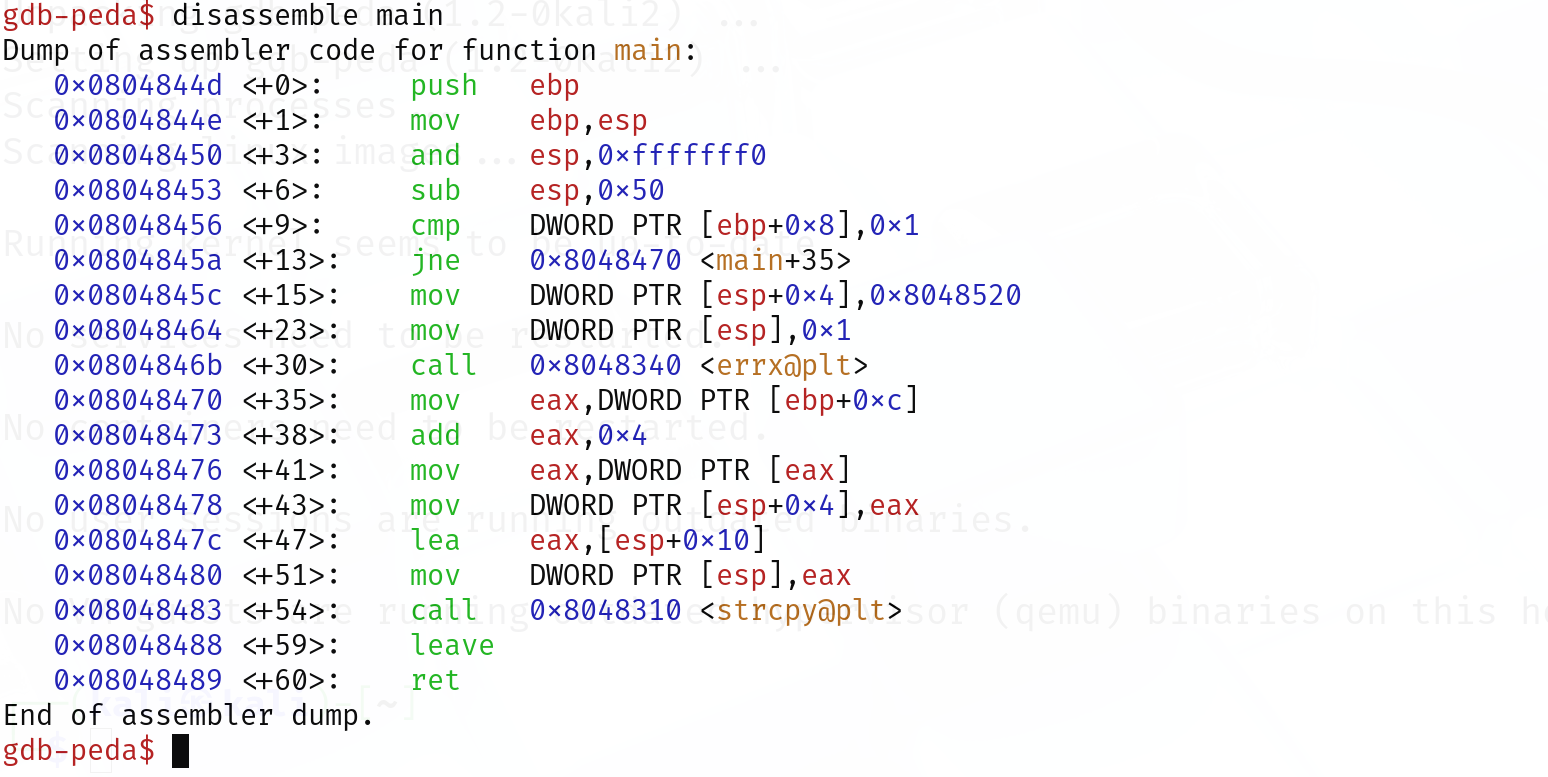 gdb-peda$ disassemble main
Dump of assembler code for function main:
   0x0804844d <+0>:     push   ebp
   0x0804844e <+1>:     mov    ebp,esp
   0x08048450 <+3>:     and    esp,0xfffffff0
   0x08048453 <+6>:     sub    esp,0x50
   0x08048456 <+9>:     cmp    DWORD PTR [ebp+0x8],0x1
   0x0804845a <+13>:    jne    0x8048470 <main+35>
   0x0804845c <+15>:    mov    DWORD PTR [esp+0x4],0x8048520
   0x08048464 <+23>:    mov    DWORD PTR [esp],0x1
   0x0804846b <+30>:    call   0x8048340 <errx@plt>
   0x08048470 <+35>:    mov    eax,DWORD PTR [ebp+0xc]
   0x08048473 <+38>:    add    eax,0x4
   0x08048476 <+41>:    mov    eax,DWORD PTR [eax]
   0x08048478 <+43>:    mov    DWORD PTR [esp+0x4],eax
   0x0804847c <+47>:    lea    eax,[esp+0x10]
   0x08048480 <+51>:    mov    DWORD PTR [esp],eax
   0x08048483 <+54>:    call   0x8048310 <strcpy@plt>
   0x08048488 <+59>:    leave
   0x08048489 <+60>:    ret
End of assembler dump.
gdb-peda$